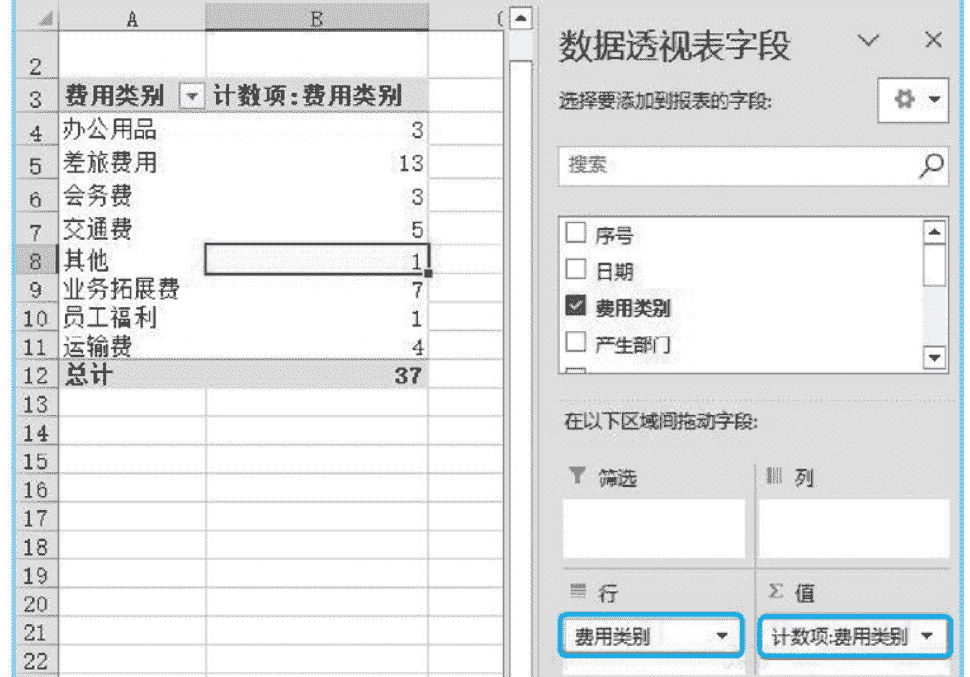 A B
2
3 费用类别 计数项:费用类别
4 办公用品 3
5 差旅费用 13
6 会务费 3
7 交通费 5
8 其他 1
9 业务拓展费 7
10 员工福利 1
11 运输费 4
12 总计 37
13
14
15
16
17
18
19
20
21
22
数据透视表字段
选择要添加到报表的字段:
搜索
序号
日期
费用类别
产生部门
在以下区域间拖动字段:
筛选 列
行 Σ 值
费用类别 计数项:费用类别